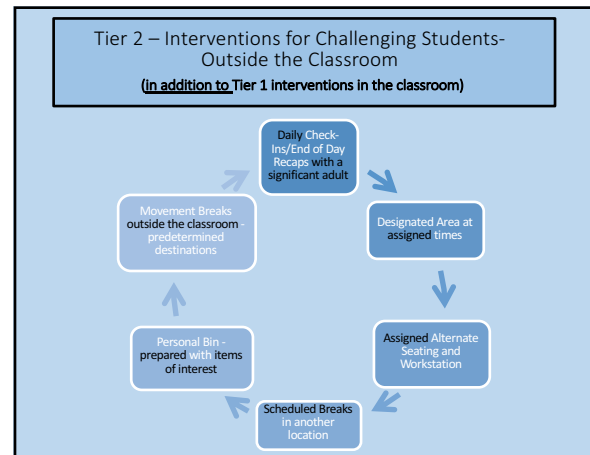 Tier 2 – Interventions for Challenging Students-
Outside the Classroom
(in addition to Tier 1 interventions in the classroom)
Daily Check-
Ins/End of Day
Recaps with a
significant adult
Designated Area at
assigned times
Assigned Alternate
Seating and
Workstation
Scheduled Breaks
in another
location
Personal Bin -
prepared with items
of interest
Movement Breaks
outside the classroom -
predetermined
destinations